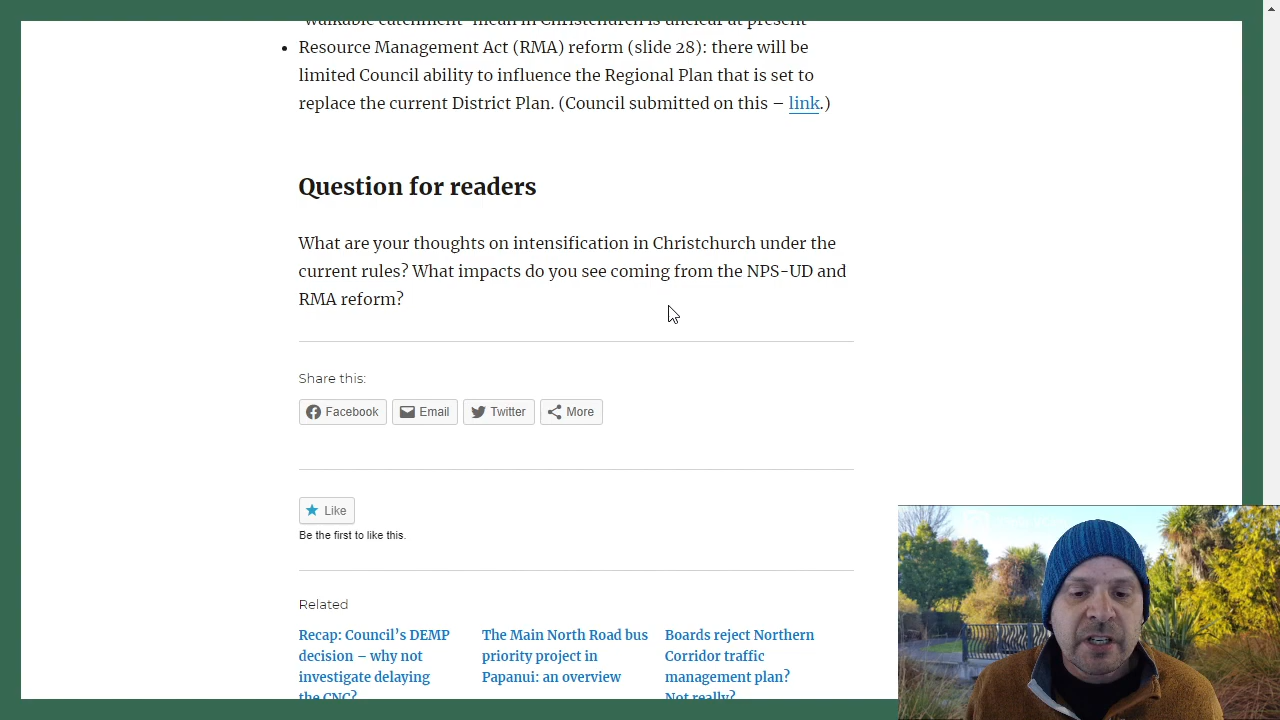 "walkable catchment" mean in Christchurch is unclear at present
• Resource Management Act (RMA) reform (slide 28): there will be
limited Council ability to influence the Regional Plan that is set to
replace the current District Plan. (Council submitted on this – link.)
Question for readers
What are your thoughts on intensification in Christchurch under the
current rules? What impacts do you see coming from the NPS-UD and
RMA reform?
Share this:
Facebook Email Twitter More
Like
Be the first to like this.
Related
Recap: Council's DEMP
decision – why not
investigate delaying
the CNC?
The Main North Road bus
priority project in
Papanui: an overview
Boards reject Northern
Corridor traffic
management plan?
Not really?